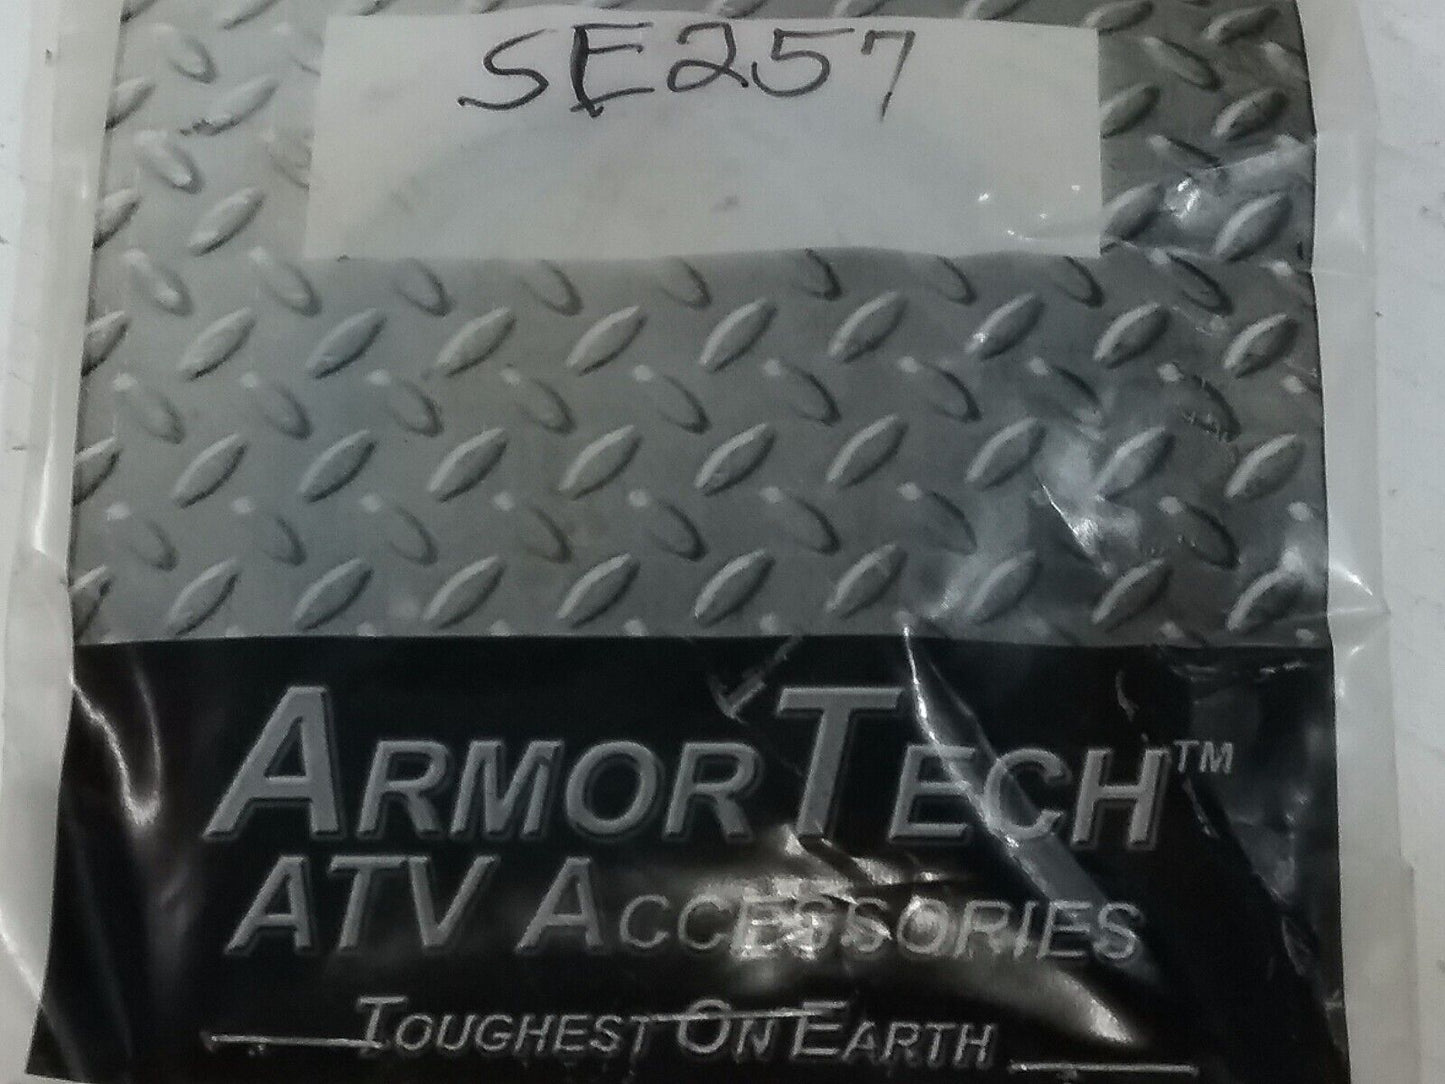 SE257
ARMORTECH™
ATV ACCESSORIES
TOUGHEST ON EARTH